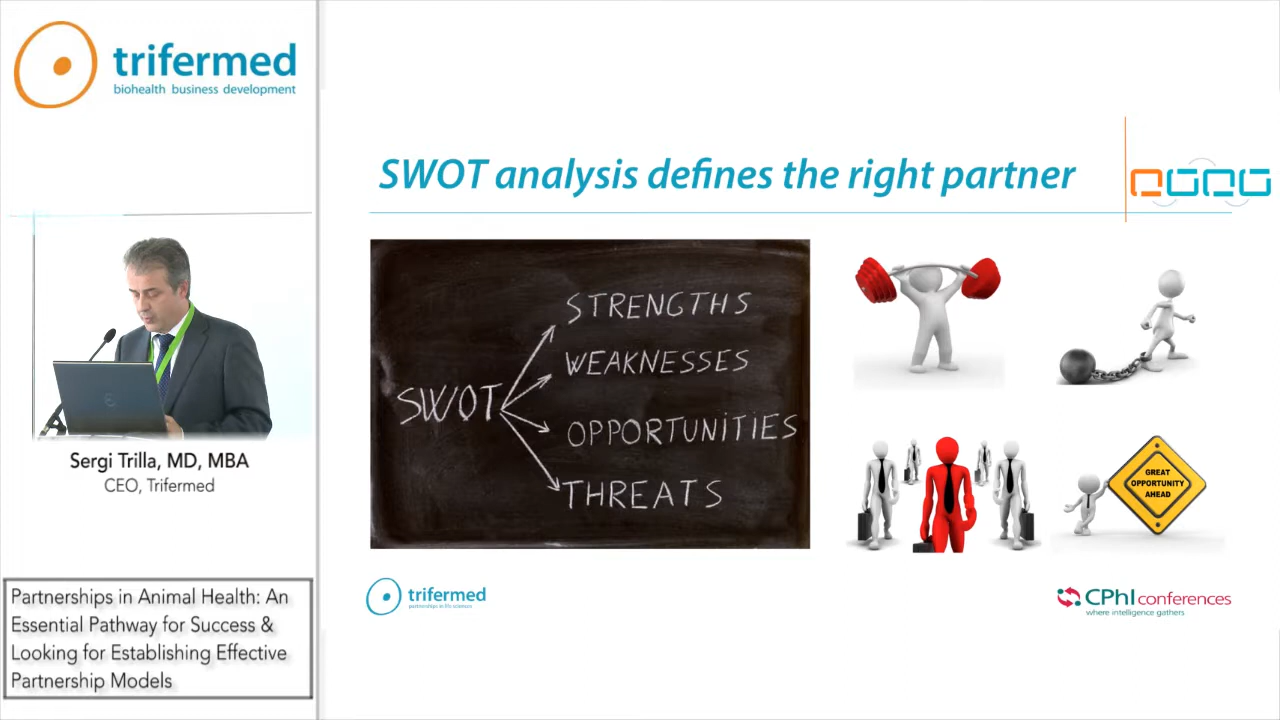 trifermed
biohealth business development
Sergi Trilla, MD, MBA
CEO, Trifermed
Partnerships in Animal Health: An
Essential Pathway for Success &
Looking for Establishing Effective
Partnership Models
SWOT analysis defines the right partner
SWOT
STRENGTHS
WEAKNESSES
OPPORTUNITIES
THREATS
GREAT
OPPORTUNITY
AHEAD
trifermed
partnerships in life sciences
CPhI conferences
where intelligence gathers